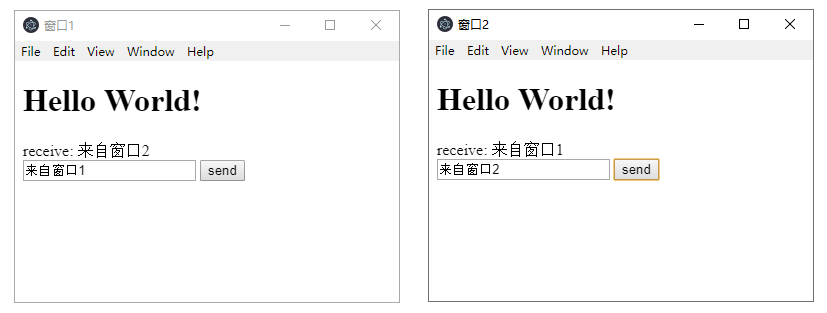 窗口1
File Edit View Window Help
Hello World!
receive: 来自窗口2
来自窗口1 send
窗口2
File Edit View Window Help
Hello World!
receive: 来自窗口1
来自窗口2 send